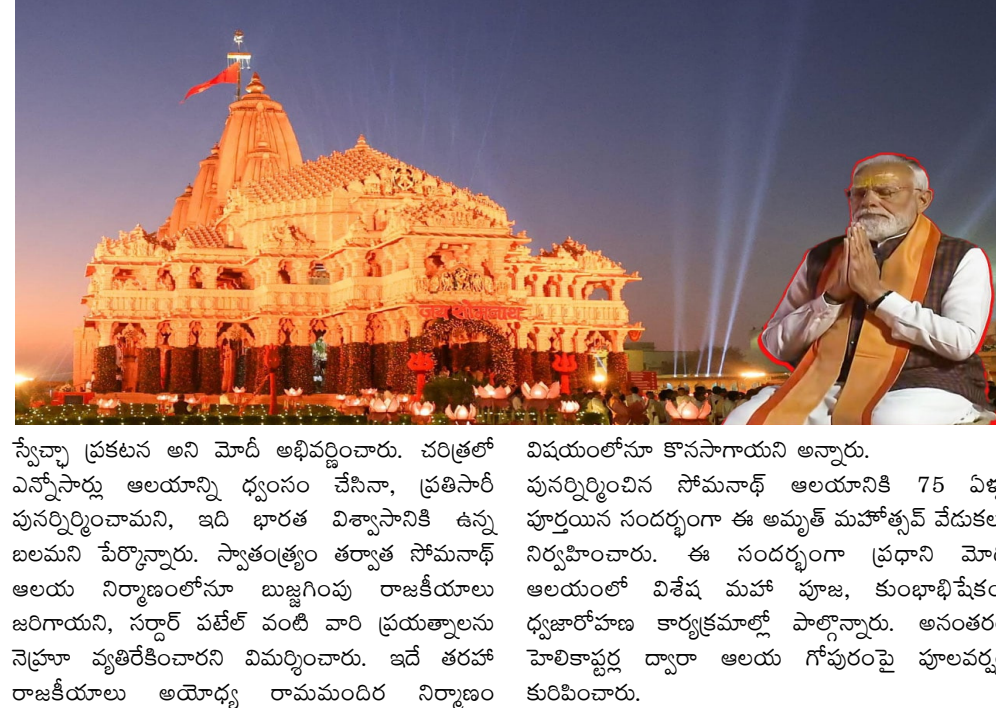 जय सोमनाथ
స్వేచ్ఛా ప్రకటన అని మోదీ అభివర్ణించారు. చరిత్రలో
ఎన్నోసార్లు ఆలయాన్ని ధ్వంసం చేసినా, ప్రతిసారీ
పునర్నిర్మించామని, ఇది భారత విశ్వాసానికి ఉన్న
బలమని పేర్కొన్నారు. స్వాతంత్ర్యం తర్వాత సోమనాథ్
ఆలయ నిర్మాణంలోనూ బుజ్జగింపు రాజకీయాలు
జరిగాయని, సర్దార్ పటేల్ వంటి వారి ప్రయత్నాలను
నెహ్రూ వ్యతిరేకించారని విమర్శించారు. ఇదే తరహా
రాజకీయాలు అయోధ్య రామమందిర నిర్మాణం
విషయంలోనూ కొనసాగాయని అన్నారు.
పునర్నిర్మించిన సోమనాథ్ ఆలయానికి 75
పూర్తయిన సందర్భంగా ఈ అమృత్ మహోత్సవ్
నిర్వహించారు. ఈ సందర్భంగా ప్రధాని
ఆలయంలో విశేష మహా పూజ,
ధ్వజారోహణ కార్యక్రమాల్లో పాల్గొన్నారు.
హెలికాప్టర్ల ద్వారా ఆలయ గోపురంపై
కురిపించారు.